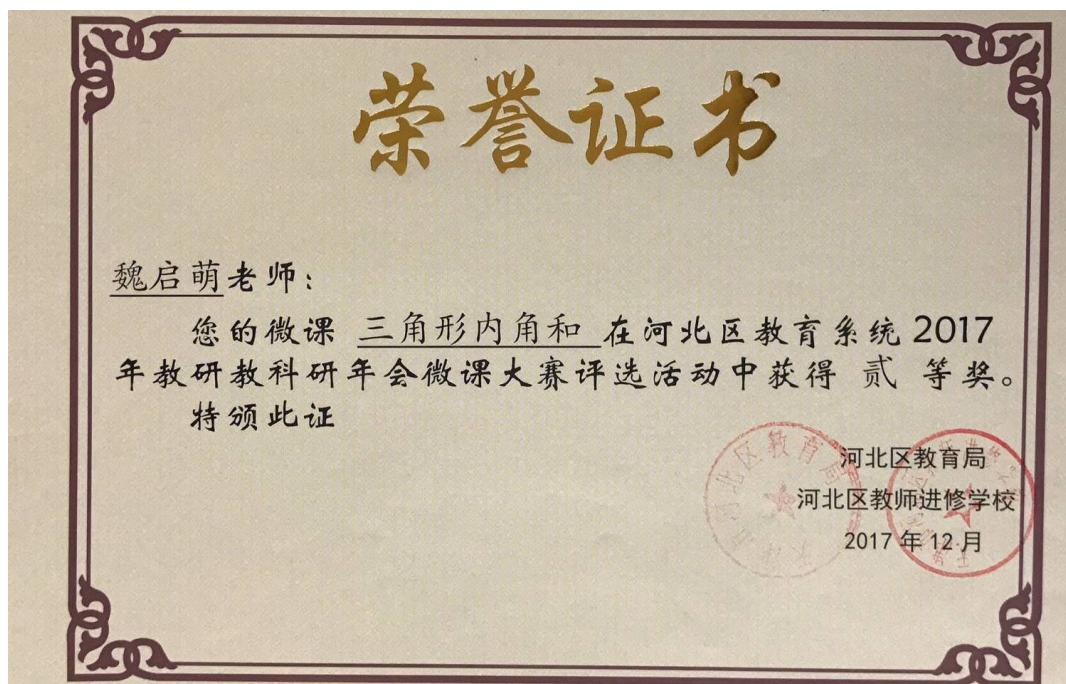 荣誉证书
魏启萌老师：
您的微课 三角形内角和 在河北区教育系统 2017
年教研教科研年会微课大赛评选活动中获得 贰 等奖。
特颁此证
河北区教育局
河北区教师进修学校
2017 年 12 月